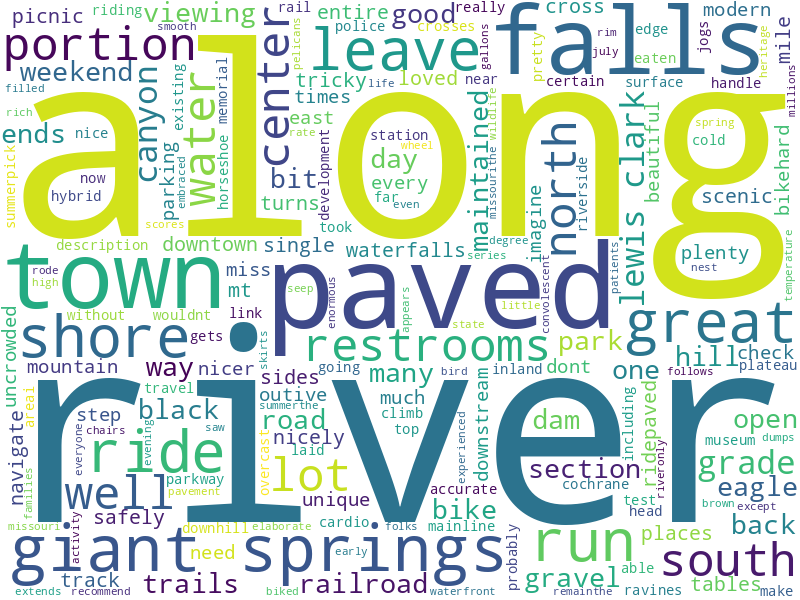 picnic riding viewing rail entire good cross modern
smooth police crosses really edge jogs mile
portion along leave falls
weekend center pelicans tricky loved near certain rim july handle
filled canyon existing memorial times gallons pretty eaten surface heritage millions
rich water life
ends nice horseshoe east station maintained wildlife lewis clark beautiful spring cold bikehard
summerpick now parking embraced bit day rate wheel north riverside
hybrid development every missourithe scenic
scores turns took far even imagine
description downtown single waterfalls degree plenty temperature
town rode miss series patients nest
high mt seep enormous paved appears convolescent little
without wouldnt link state great
uncrowded shore gets skirts restrooms park hill check
mountain nicer way sides going many bird inland dont one follows plateau
areai travel outive much climb downstream including ridepaved
navigate step black road top dam open
chairs saw nicely experienced museum dumps
everyone evening ride laid section riveronly grade
families parkway overcast summerthe lot accurate cochrane eagle
well pavement unique bike test brown except
river
missouri safely cardio mainline head back
activity downhill elaborate folks run places
giant springs need early probably south
track trails railroad gravel able tables
extends recommend biked waterfront remainthe ravines make